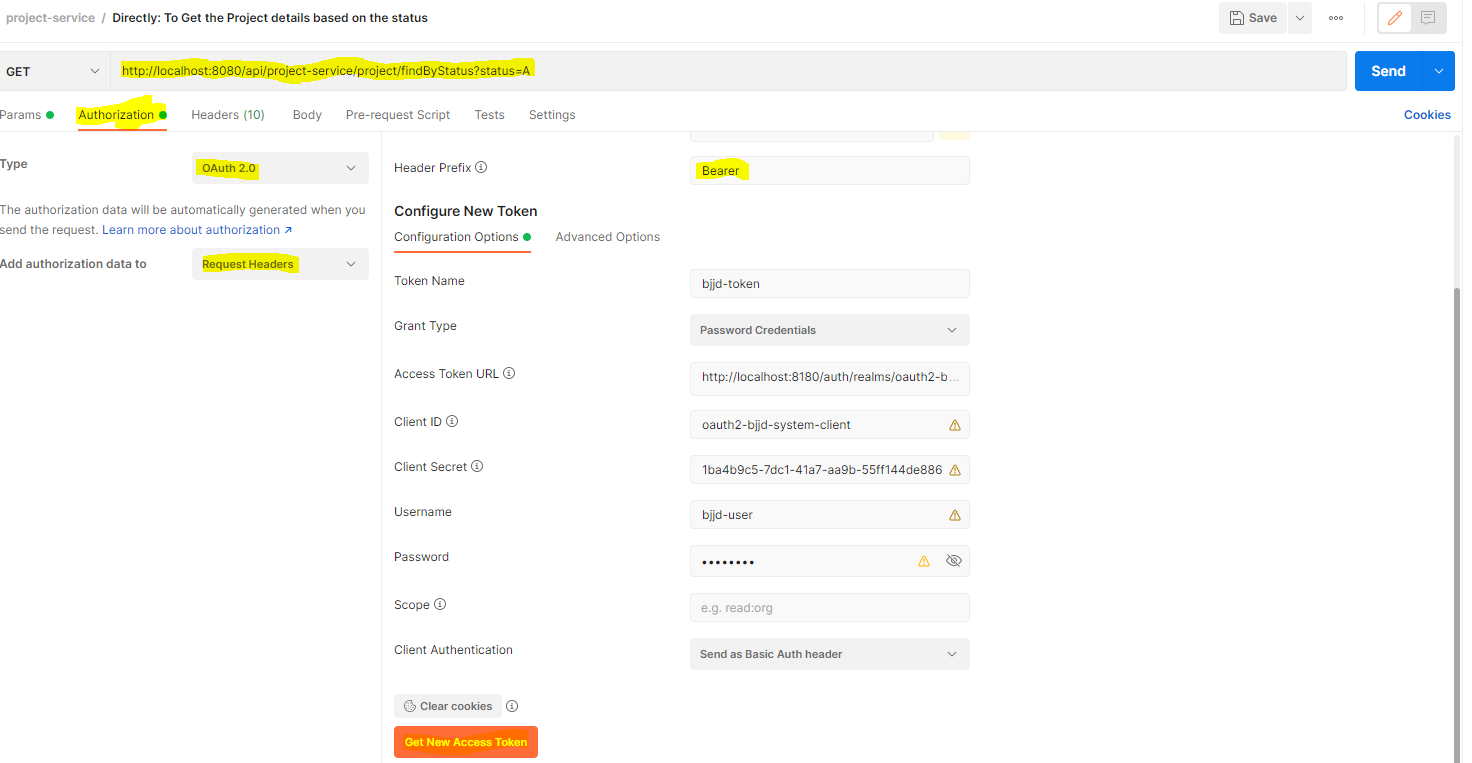 project-service / Directly: To Get the Project details based on the status
Save
GET
http://localhost:8080/api/project-service/project/findByStatus?status=A
Send
Params
Authorization
Headers (10)
Body
Pre-request Script
Tests
Settings
Cookies
Type
OAuth 2.0
The authorization data will be automatically generated when you
send the request. Learn more about authorization ↗
Add authorization data to
Request Headers
Header Prefix
Bearer
Configure New Token
Configuration Options
Advanced Options
Token Name
bjjd-token
Grant Type
Password Credentials
Access Token URL
http://localhost:8180/auth/realms/oauth2-b...
Client ID
oauth2-bjjd-system-client
Client Secret
1ba4b9c5-7dc1-41a7-aa9b-55ff144de886
Username
bjjd-user
Password
••••••••
Scope
e.g. read:org
Client Authentication
Send as Basic Auth header
Clear cookies
Get New Access Token